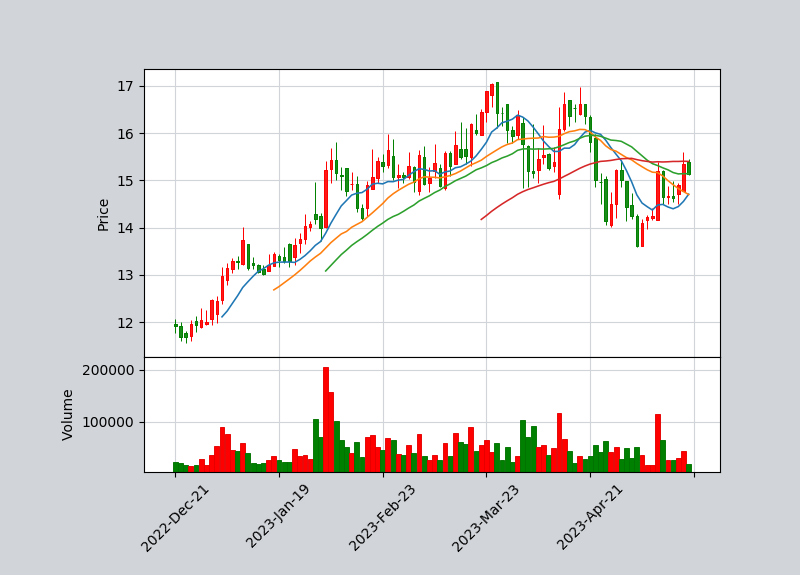 17
16
15
14
13
12
Price
200000
100000
Volume
2022-Dec-21
2023-Jan-19
2023-Feb-23
2023-Mar-23
2023-Apr-21